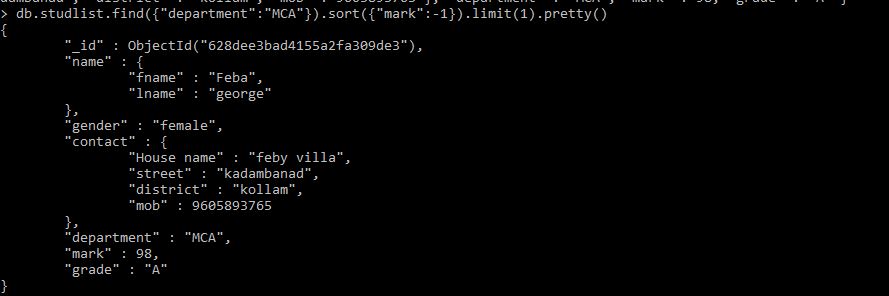 > db.studlist.find({"department":"MCA"}).sort({"mark":-1}).limit(1).pretty()
{
        "_id" : ObjectId("628dee3bad4155a2fa309de3"),
        "name" : {
                "fname" : "Feba",
                "lname" : "george"
        },
        "gender" : "female",
        "contact" : {
                "House name" : "feby villa",
                "street" : "kadambanad",
                "district" : "kollam",
                "mob" : 9605893765
        },
        "department" : "MCA",
        "mark" : 98,
        "grade" : "A"
}